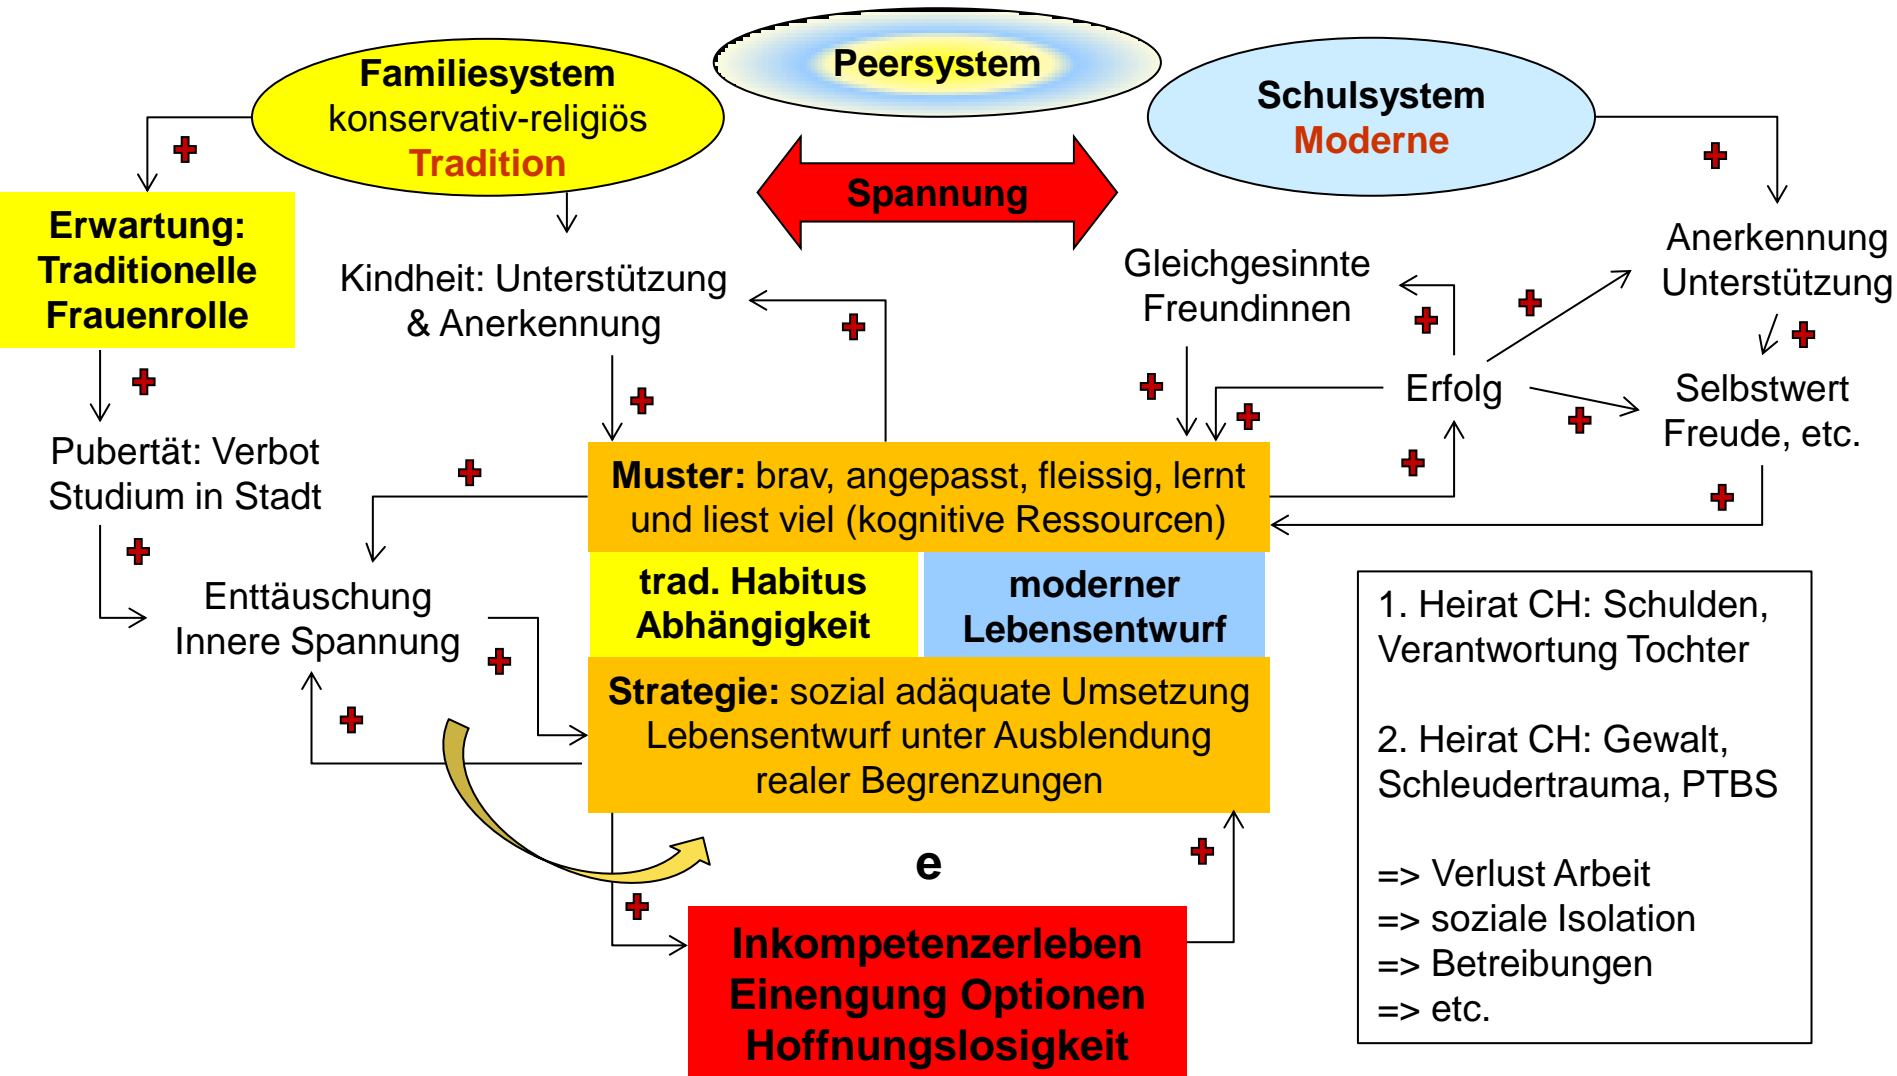 Familiesystem
konservativ-religiös
Tradition
Peersystem
Schulsystem
Moderne
Spannung
Erwartung:
Traditionelle
Frauenrolle
Kindheit: Unterstützung
& Anerkennung
Gleichgesinnte
Freundinnen
Anerkennung
Unterstützung
Erfolg
Selbstwert
Freude, etc.
Pubertät: Verbot
Studium in Stadt
Muster: brav, angepasst, fleissig, lernt
und liest viel (kognitive Ressourcen)
Enttäuschung
Innere Spannung
trad. Habitus
Abhängigkeit
moderner
Lebensentwurf
Strategie: sozial adäquate Umsetzung
Lebensentwurf unter Ausblendung
realer Begrenzungen
e
Inkompetenzerleben
Einengung Optionen
Hoffnungslosigkeit
1. Heirat CH: Schulden,
Verantwortung Tochter
2. Heirat CH: Gewalt,
Schleudertrauma, PTBS
=> Verlust Arbeit
=> soziale Isolation
=> Betreibungen
=> etc.